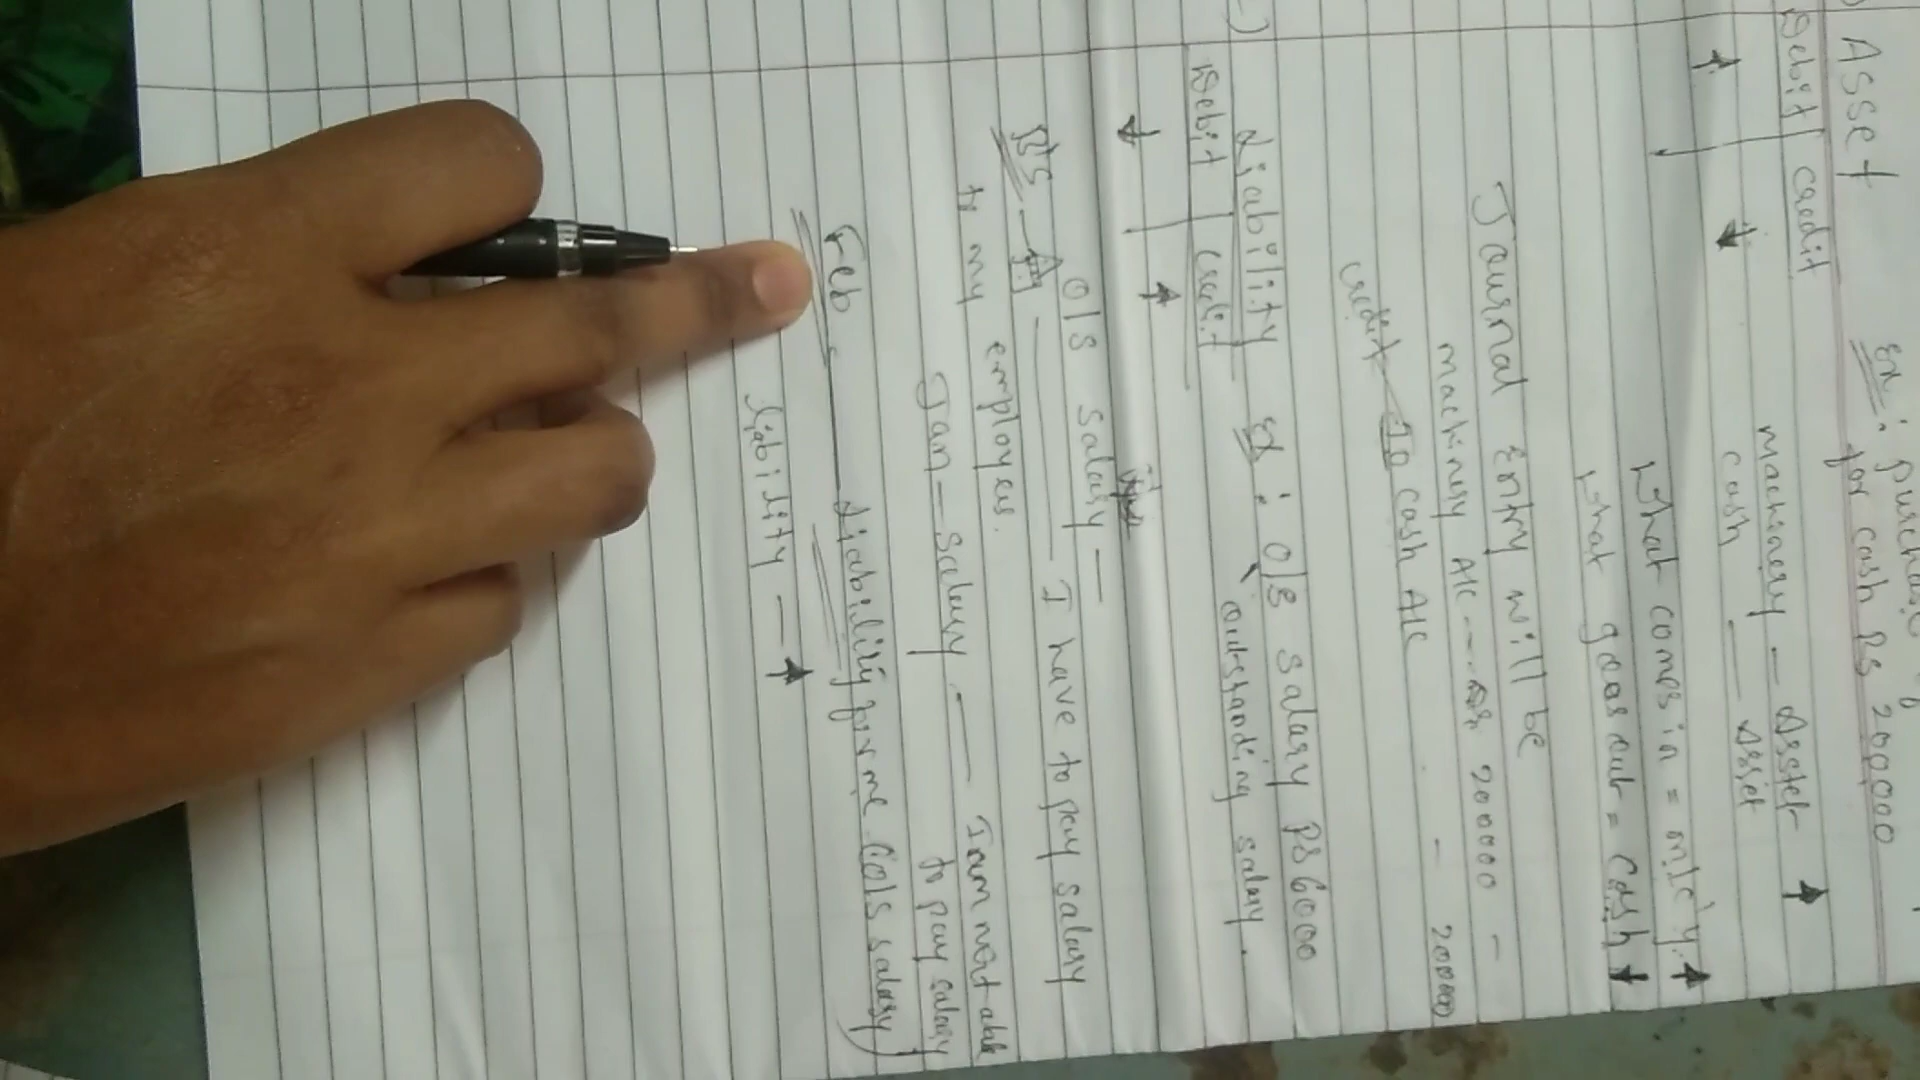 Asset Ex: purchase
for cash Rs 200000
Debit credit
machinery - Asset ↑
↑ ↓ cash - Asset
What comes in = m/c'y ↑
What goes out = Cash ↓
Journal entry will be
machinery A/c --- Dr 200000 -
credit - To cash A/c - 200000
Liability Ex: O/s salary Rs 6000
Debit credit outstanding salary.
↓ ↑
O/s salary -
I have to pay salary
to my employees.
Jan - Salary - I am not able
to pay salary
Feb - Liability for me (o/s salary)
liability - ↑